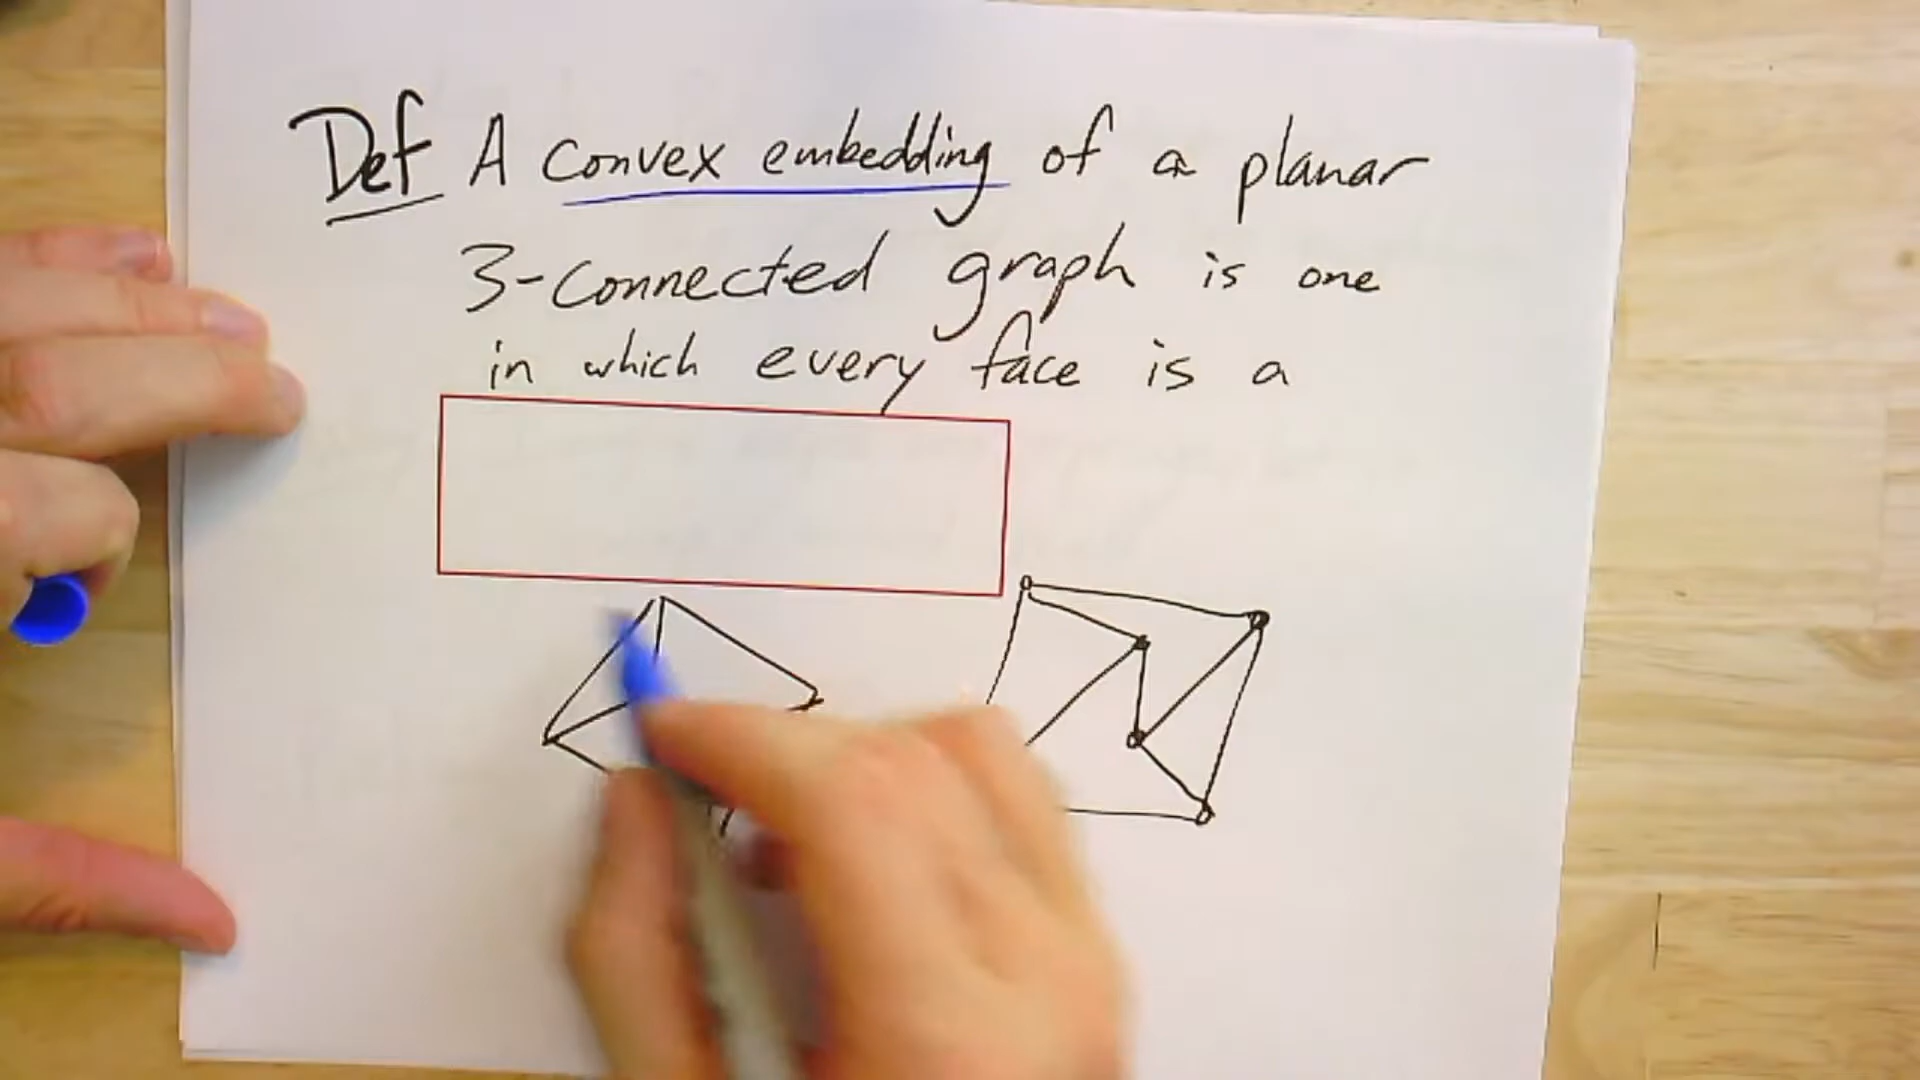 Def A convex embedding of a planar
3-connected graph is one
in which every face is a